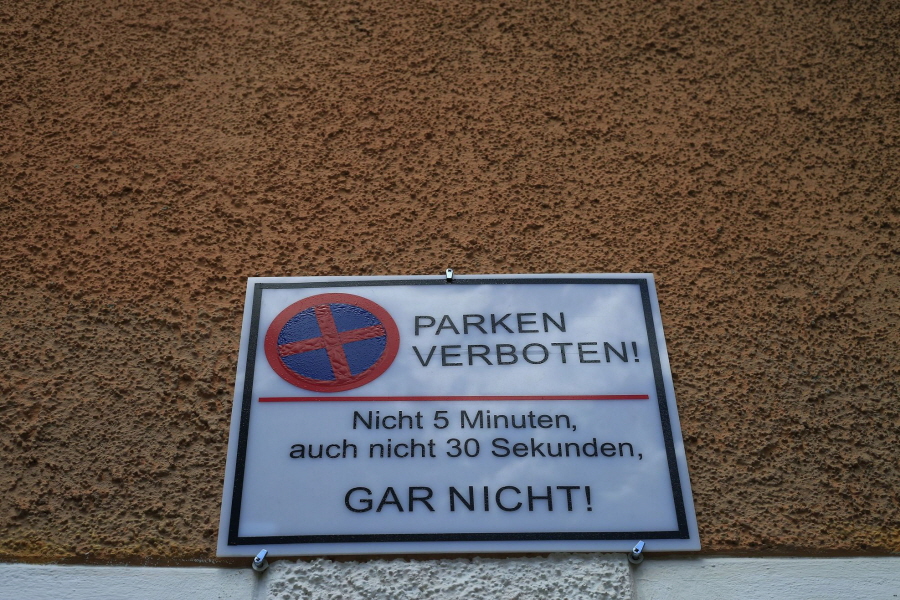 PARKEN
VERBOTEN!
Nicht 5 Minuten,
auch nicht 30 Sekunden,
GAR NICHT!